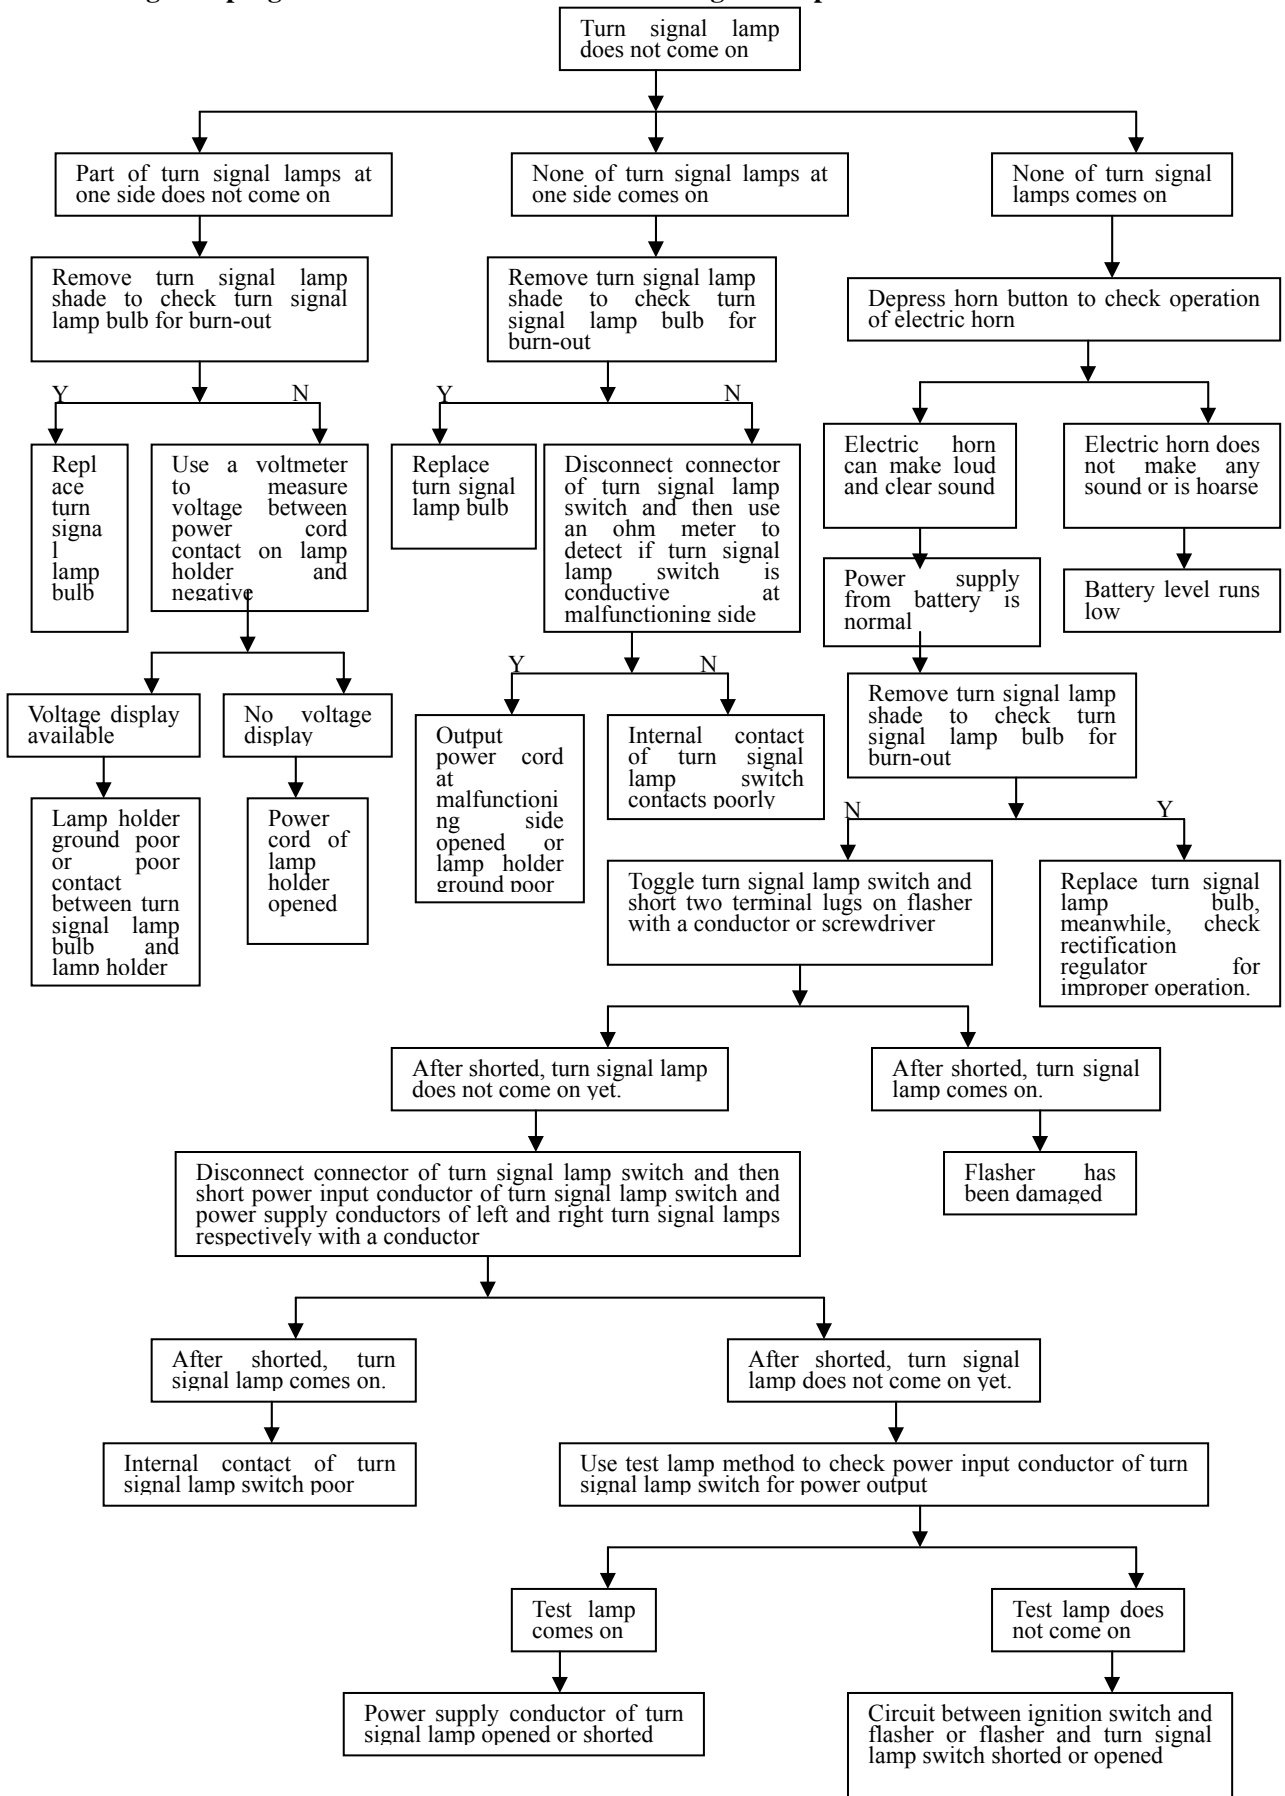 Turn signal lamp
does not come on
Part of turn signal lamps at
one side does not come on
None of turn signal lamps at
one side comes on
None of turn signal
lamps comes on
Remove turn signal lamp
shade to check turn signal
lamp bulb for burn-out
Remove turn signal lamp
shade to check turn
signal lamp bulb for
burn-out
Depress horn button to check operation
of electric horn
Y
N
Y
N
Repl
ace
turn
signa
l
lamp
bulb
Use a voltmeter
to measure
voltage between
power cord
contact on lamp
holder and
negative
Replace
turn signal
lamp bulb
Disconnect connector
of turn signal lamp
switch and then use
an ohm meter to
detect if turn signal
lamp switch is
conductive at
malfunctioning side
Electric horn
can make loud
and clear sound
Electric horn does
not make any
sound or is hoarse
Power supply
from battery is
normal
Battery level runs
low
Y
N
Voltage display
available
No voltage
display
Output
power cord
at
malfunctioni
ng side
opened or
lamp holder
ground poor
Internal contact
of turn signal
lamp switch
contacts poorly
Remove turn signal lamp
shade to check turn
signal lamp bulb for
burn-out
Lamp holder
ground poor
or poor
contact
between turn
signal lamp
bulb and
lamp holder
Power
cord of
lamp
holder
opened
N
Y
Toggle turn signal lamp switch and
short two terminal lugs on flasher
with a conductor or screwdriver
Replace turn signal
lamp bulb,
meanwhile, check
rectification
regulator for
improper operation.
After shorted, turn signal lamp
does not come on yet.
After shorted, turn signal
lamp comes on.
Disconnect connector of turn signal lamp switch and then
short power input conductor of turn signal lamp switch and
power supply conductors of left and right turn signal lamps
respectively with a conductor
Flasher has
been damaged
After shorted, turn
signal lamp comes on.
After shorted, turn signal
lamp does not come on yet.
Internal contact of turn
signal lamp switch poor
Use test lamp method to check power input conductor of turn
signal lamp switch for power output
Test lamp
comes on
Test lamp does
not come on
Power supply conductor of turn
signal lamp opened or shorted
Circuit between ignition switch and
flasher or flasher and turn signal
lamp switch shorted or opened